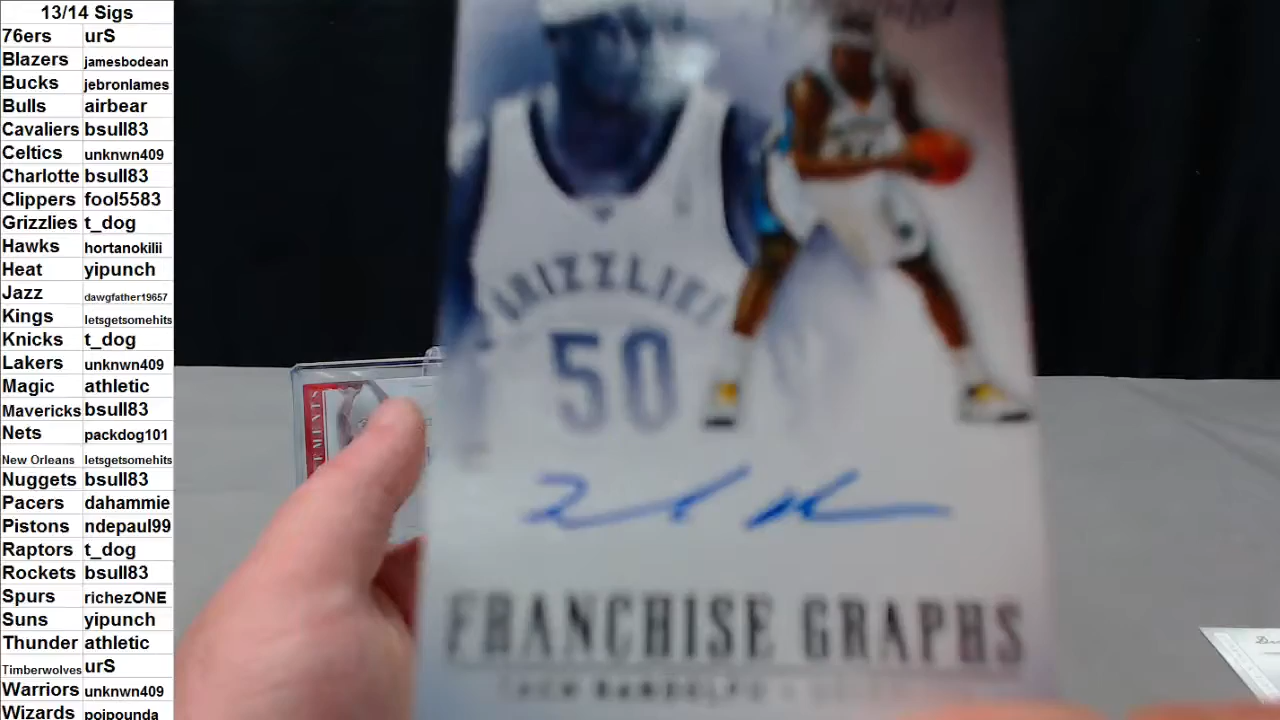 13/14 Sigs
76ers urS
Blazers jamesbodean
Bucks jebronlames
Bulls airbear
Cavaliers bsull83
Celtics unknwn409
Charlotte bsull83
Clippers fool5583
Grizzlies t_dog
Hawks hortanokilii
Heat yipunch
Jazz dawgfather19657
Kings letsgetsomehits
Knicks t_dog
Lakers unknwn409
Magic athletic
Mavericks bsull83
Nets packdog101
New Orleans letsgetsomehits
Nuggets bsull83
Pacers dahammie
Pistons ndepaul99
Raptors t_dog
Rockets bsull83
Spurs richezONE
Suns yipunch
Thunder athletic
Timberwolves urS
Warriors unknwn409
Wizards poipounda
GRIZZLIES
50
FRANCHISE GRAPHS
ZACH RANDOLPH